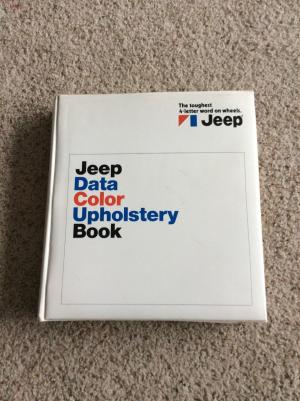 The toughest
4-letter word on wheels.
Jeep
Jeep
Data
Color
Upholstery
Book